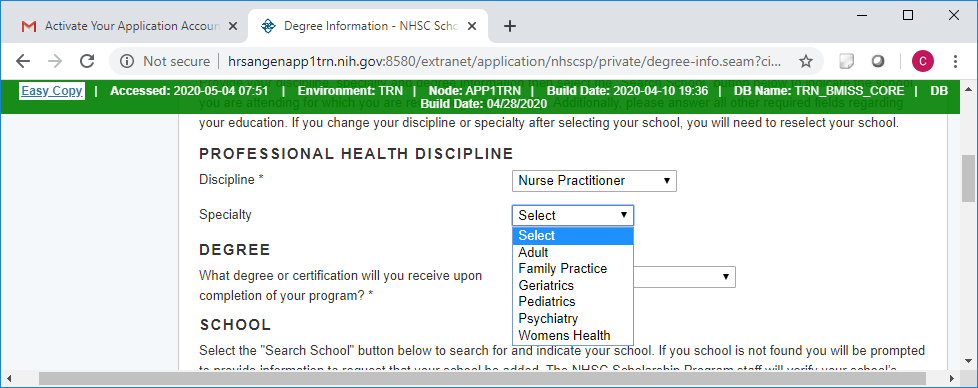 Activate Your Application Accoun
Degree Information - NHSC Scho
Not secure | hrsangenapp1trn.nih.gov:8580/extranet/application/nhscsp/private/degree-info.seam?ci...
C
Easy Copy | Accessed: 2020-05-04 07:51 | Environment: TRN | Node: APP1TRN | Build Date: 2020-04-10 19:36 | DB Name: TRN_BMISS_CORE | DB
Build Date: 04/28/2020
you are attending for which you are Additionally, please answer all other required fields regarding
your education. If you change your discipline or specialty after selecting your school, you will need to reselect your school.
PROFESSIONAL HEALTH DISCIPLINE
Discipline *
Nurse Practitioner
Specialty
Select
Select
Adult
Family Practice
Geriatrics
Pediatrics
Psychiatry
Womens Health
DEGREE
What degree or certification will you receive upon
completion of your program? *
SCHOOL
Select the "Search School" button below to search for and indicate your school. If you school is not found you will be prompted
to provide information to request that your school be added. The NHSC Scholarship Program staff will verify your school's